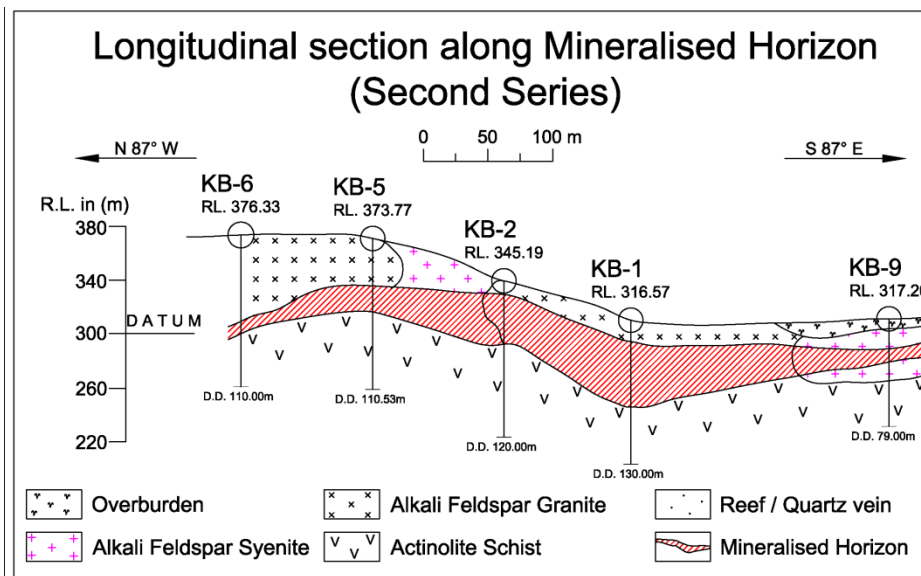 Longitudinal section along Mineralised Horizon
(Second Series)
0 50 100 m
N 87° W
S 87° E
KB-6
RL. 376.33
KB-5
RL. 373.77
KB-2
RL. 345.19
KB-1
RL. 316.57
KB-9
RL. 317.20
R.L. in (m)
380
340
DATUM 300
260
220
D.D. 110.00m
D.D. 110.53m
D.D. 120.00m
D.D. 130.00m
D.D. 79.00m
Overburden
Alkali Feldspar Granite
Reef / Quartz vein
Alkali Feldspar Syenite
Actinolite Schist
Mineralised Horizon